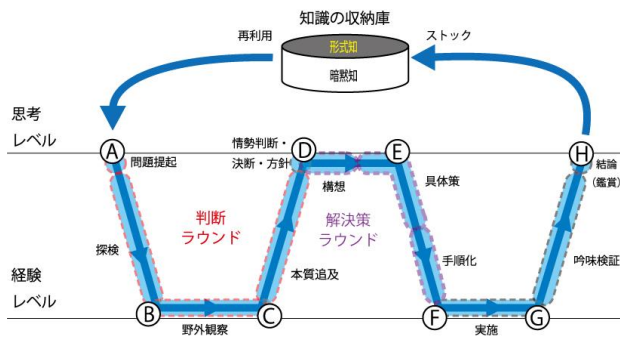 知識の収納庫
再利用
形式知
ストック
暗黙知
思考
レベル
A
問題提起
情勢判断・
決断・方針
D
構想
E
具体策
H
結論
(鑑賞)
判断
ラウンド
解決策
ラウンド
探検
本質追及
手順化
吟味検証
経験
レベル
B
野外観察
C
F
実施
G